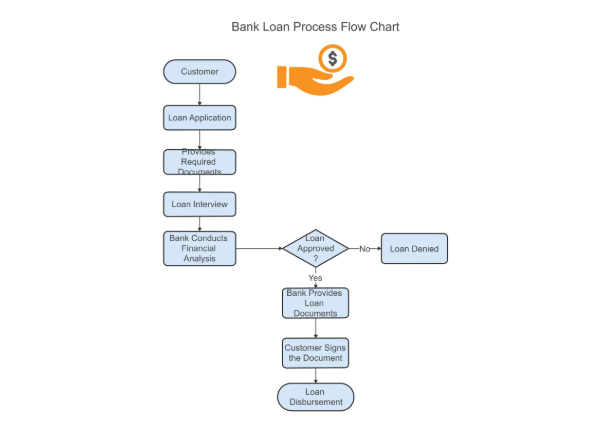 Bank Loan Process Flow Chart
$
Customer
Loan Application
Provides
Required
Documents
Loan Interview
Bank Conducts
Financial
Analysis
Loan
Approved
?
No
Loan Denied
Yes
Bank Provides
Loan
Documents
Customer Signs
the Document
Loan
Disbursement